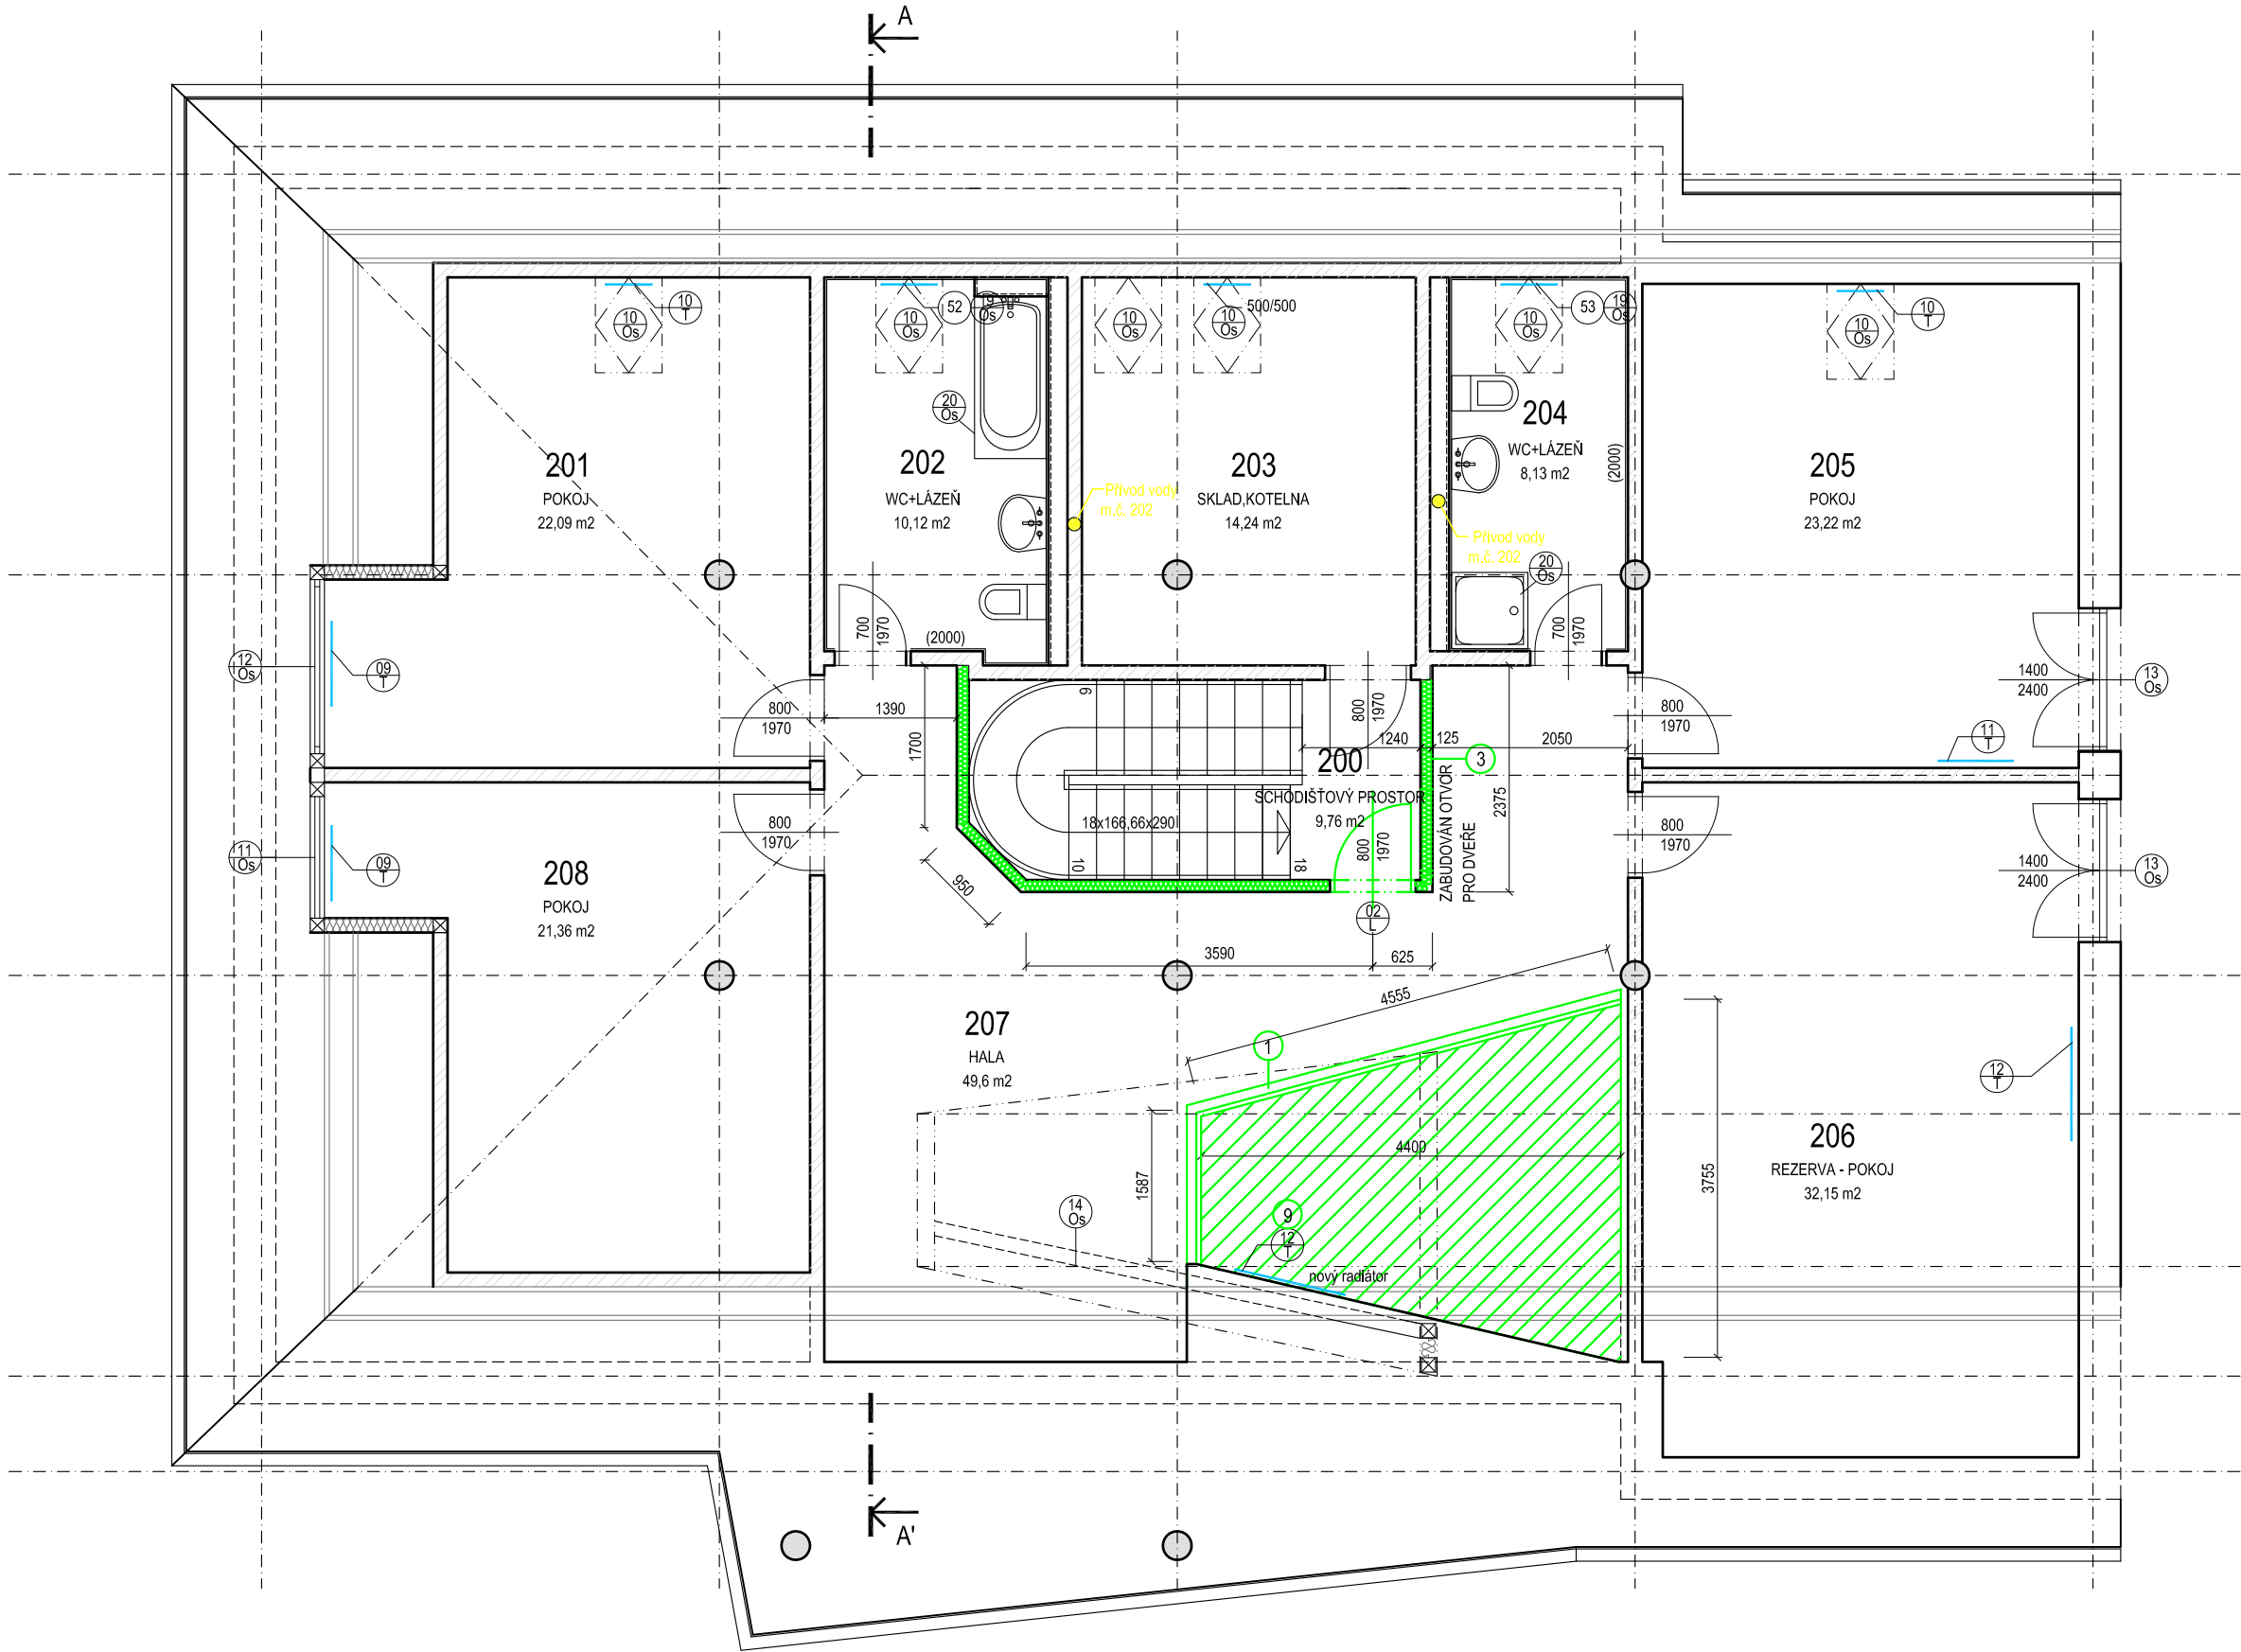 A
10
T
10
Os
52
19
Os
10
Os
10
Os
10
Os
500/500
53
19
Os
10
Os
10
T
10
Os
20
Os
201
POKOJ
22,09 m2
202
WC+LÁZEŇ
10,12 m2
203
SKLAD,KOTELNA
14,24 m2
204
WC+LÁZEŇ
8,13 m2
(2000)
205
POKOJ
23,22 m2
Přívod vody
m.č. 202
Přívod vody
m.č. 202
20
Os
700
1970
(2000)
700
1970
12
Os
09
T
800
1970
1390
1700
9
800
1970
1240
125
2050
800
1970
1400
2400
13
Os
11
T
200
SCHODIŠŤOVÝ PROSTOR
9,76 m2
3
ZABUDOVÁN OTVOR
PRO DVEŘE
2375
18x166,66x290
10
18
800
1970
800
1970
11
Os
09
T
800
1970
1400
2400
13
Os
950
02
L
208
POKOJ
21,36 m2
3590
625
4555
207
HALA
49,6 m2
1
4400
1587
3755
12
T
206
REZERVA - POKOJ
32,15 m2
14
Os
9
12
T
nový radiátor
A'